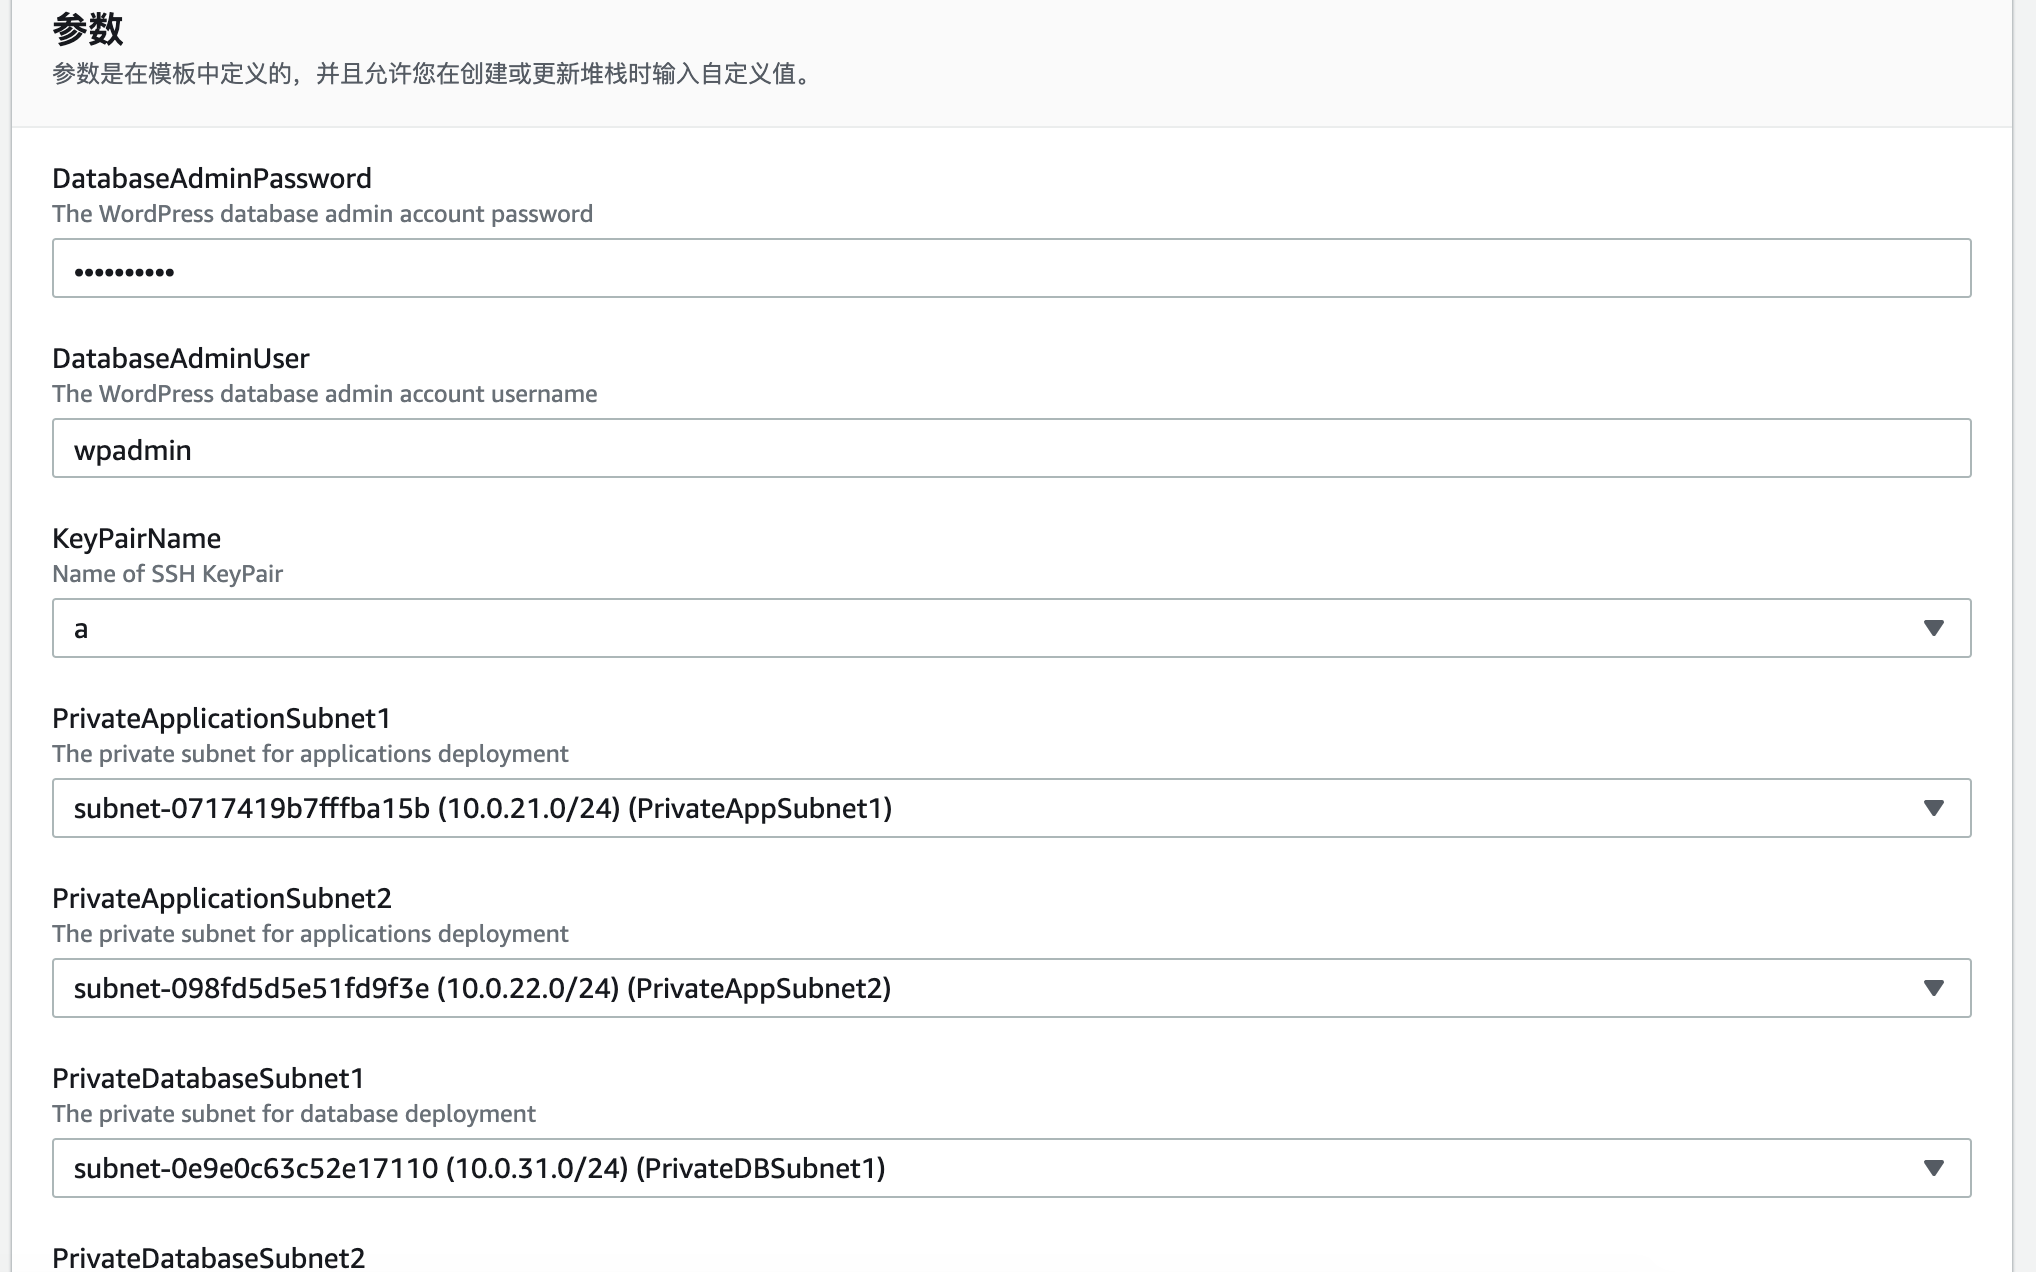 参数
参数是在模板中定义的，并且允许您在创建或更新堆栈时输入自定义值。
DatabaseAdminPassword
The WordPress database admin account password
••••••••••
DatabaseAdminUser
The WordPress database admin account username
wpadmin
KeyPairName
Name of SSH KeyPair
a
PrivateApplicationSubnet1
The private subnet for applications deployment
subnet-0717419b7fffba15b (10.0.21.0/24) (PrivateAppSubnet1)
PrivateApplicationSubnet2
The private subnet for applications deployment
subnet-098fd5d5e51fd9f3e (10.0.22.0/24) (PrivateAppSubnet2)
PrivateDatabaseSubnet1
The private subnet for database deployment
subnet-0e9e0c63c52e17110 (10.0.31.0/24) (PrivateDBSubnet1)
PrivateDatabaseSubnet2